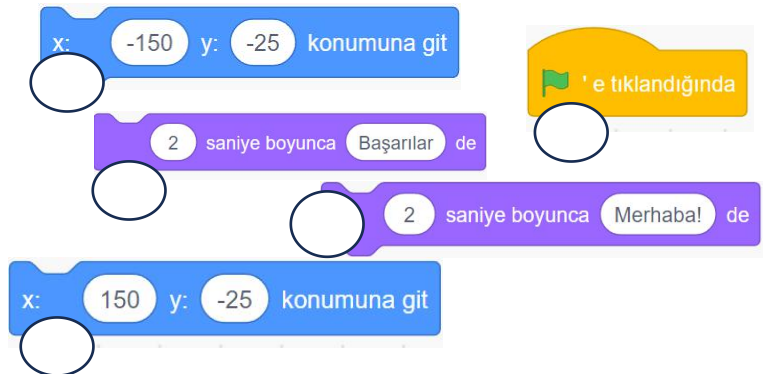 x: -150 y: -25 konumuna git
' e tıklandığında
2 saniye boyunca Başarılar de
2 saniye boyunca Merhaba! de
x: 150 y: -25 konumuna git